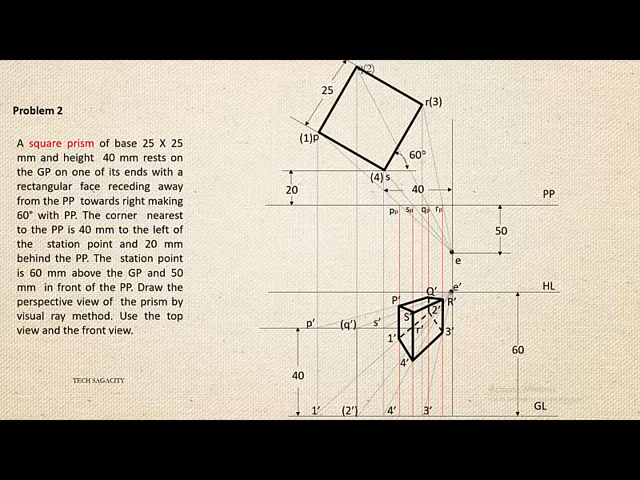 Problem 2
A square prism of base 25 X 25
mm and height 40 mm rests on
the GP on one of its ends with a
rectangular face receding away
from the PP towards right making
60° with PP. The corner nearest
to the PP is 40 mm to the left of
the station point and 20 mm
behind the PP. The station point
is 60 mm above the GP and 50
mm in front of the PP. Draw the
perspective view of the prism by
visual ray method. Use the top
view and the front view.
TECH SAGACITY
q(2)
25
r(3)
(1)p
60°
(4) s
20
40
PP
pₚ sₚ qₚ rₚ
50
e
e'
HL
Q'
P'
R'
S'
(2')
p'
(q')
s'
r'
1'
3'
4'
60
40
1'
(2')
4'
3'
GL
Activate Windows